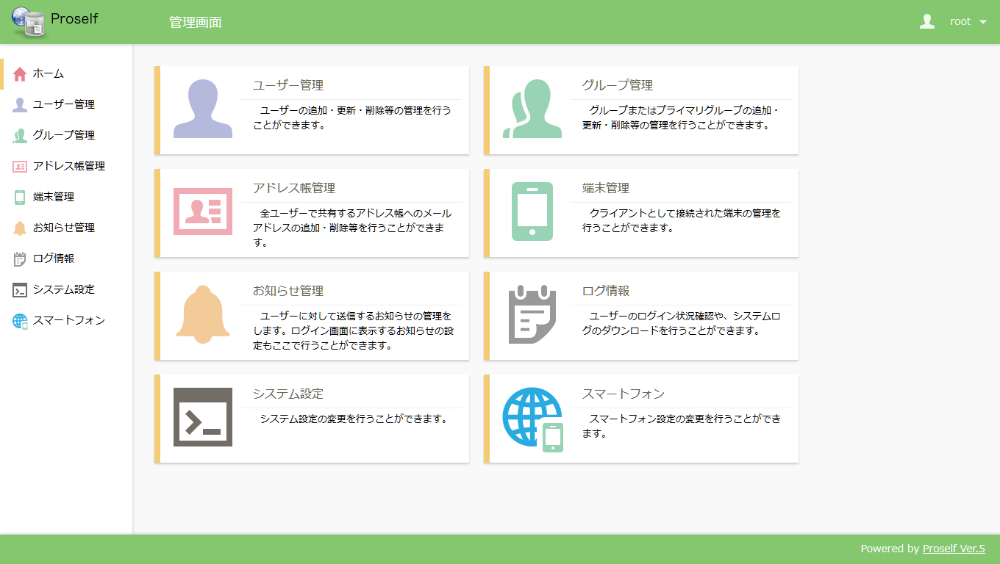 Proself
管理画面
root
ホーム
ユーザー管理
グループ管理
アドレス帳管理
端末管理
お知らせ管理
ログ情報
システム設定
スマートフォン
ユーザー管理
ユーザーの追加・更新・削除等の管理を行う
ことができます。
グループ管理
グループまたはプライマリグループの追加・
更新・削除等の管理を行うことができます。
アドレス帳管理
全ユーザーで共有するアドレス帳へのメール
アドレスの追加・削除等を行うことができま
す。
端末管理
クライアントとして接続された端末の管理を
行うことができます。
お知らせ管理
ユーザーに対して送信するお知らせの管理を
します。ログイン画面に表示するお知らせの設
定もここで行うことができます。
ログ情報
ユーザーのログイン状況確認や、システムロ
グのダウンロードを行うことができます。
システム設定
システム設定の変更を行うことができます。
スマートフォン
スマートフォン設定の変更を行うことができ
ます。
Powered by Proself Ver.5